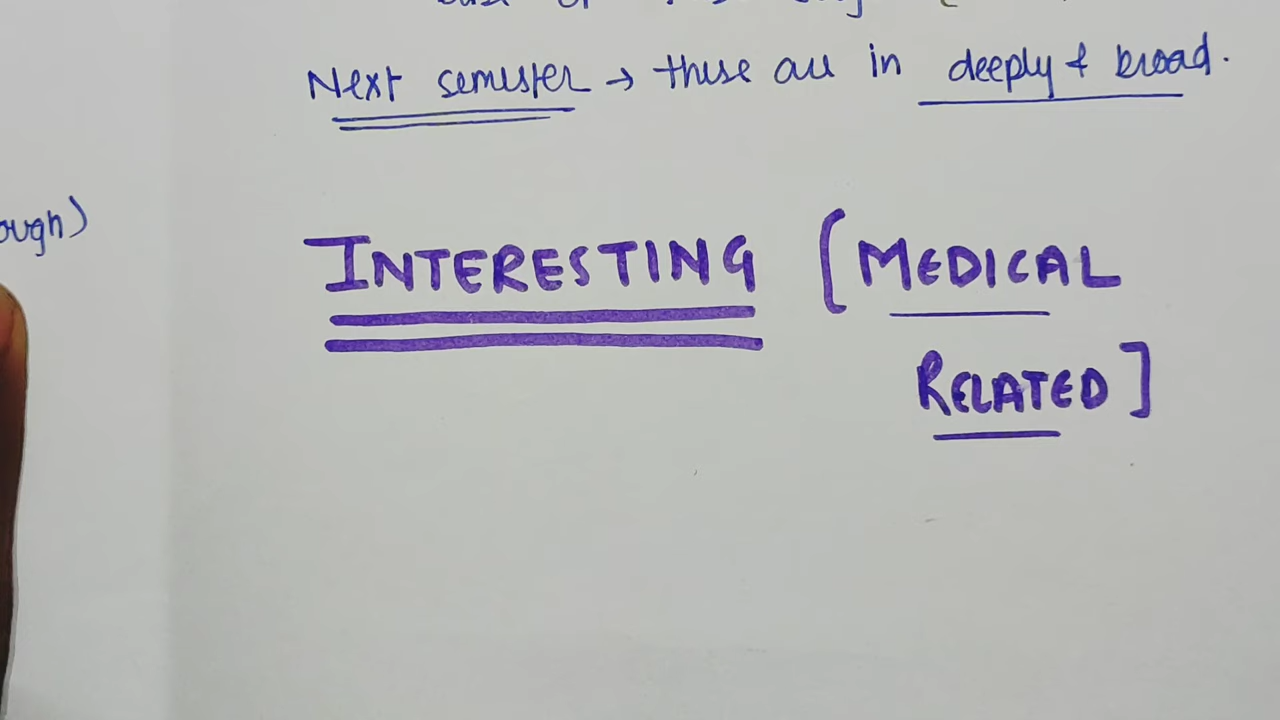 Next semester → these are in deeply & broad.
ough)
INTERESTING [MEDICAL
RELATED]